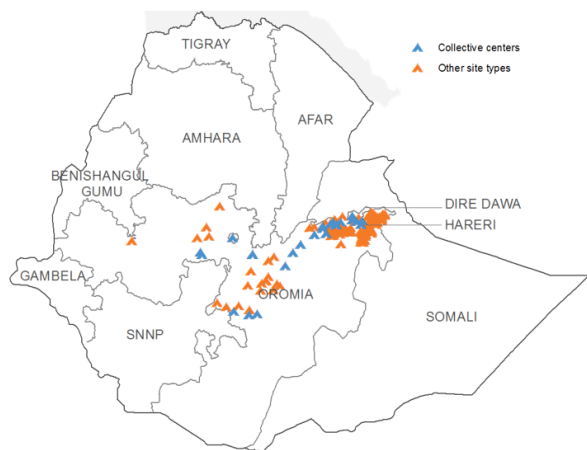 TIGRAY
Collective centers
Other site types
AFAR
AMHARA
BENISHANGUL
GUMU
DIRE DAWA
HARERI
GAMBELA
OROMIA
SNNP
SOMALI